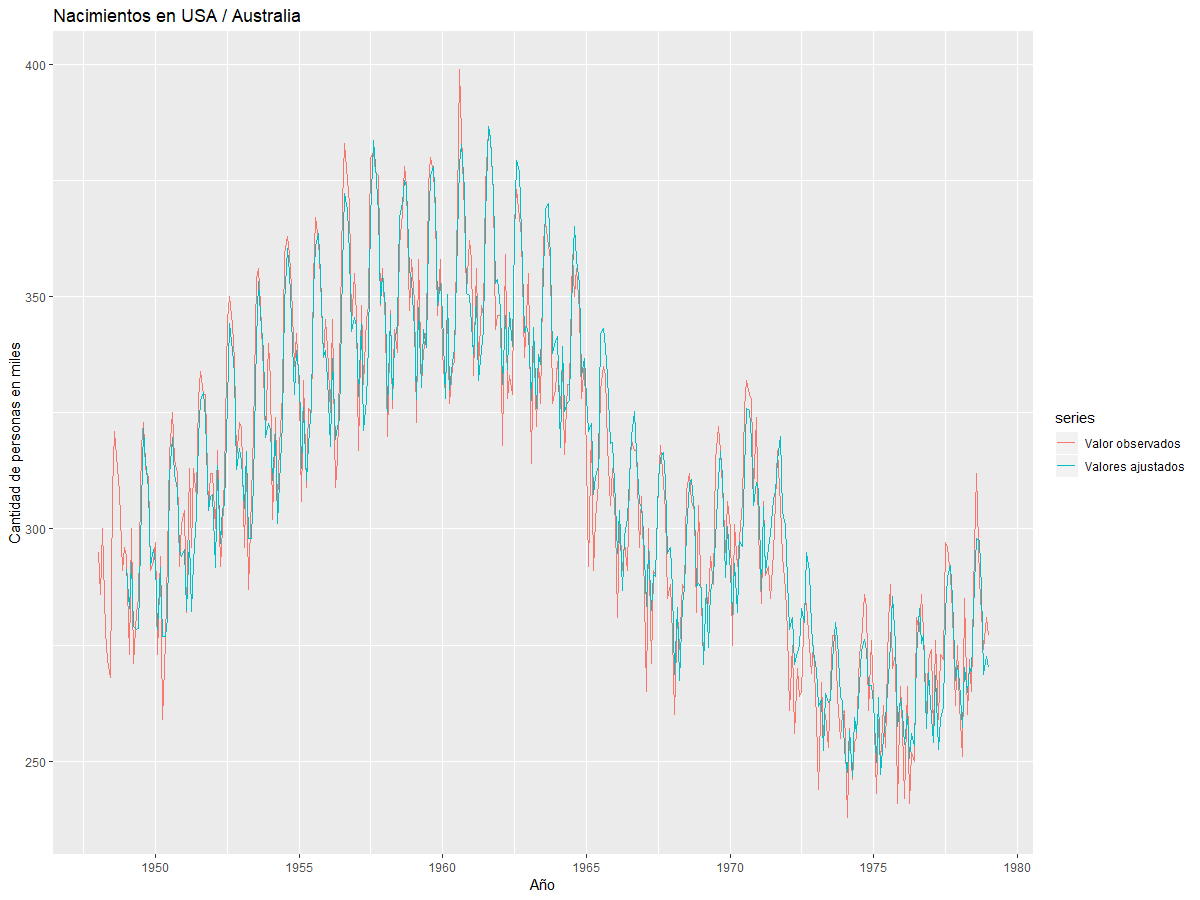 Nacimientos en USA / Australia
Cantidad de personas en miles
400
350
300
250
1950 1955 1960 1965 1970 1975 1980
Año
series
Valor observados
Valores ajustados